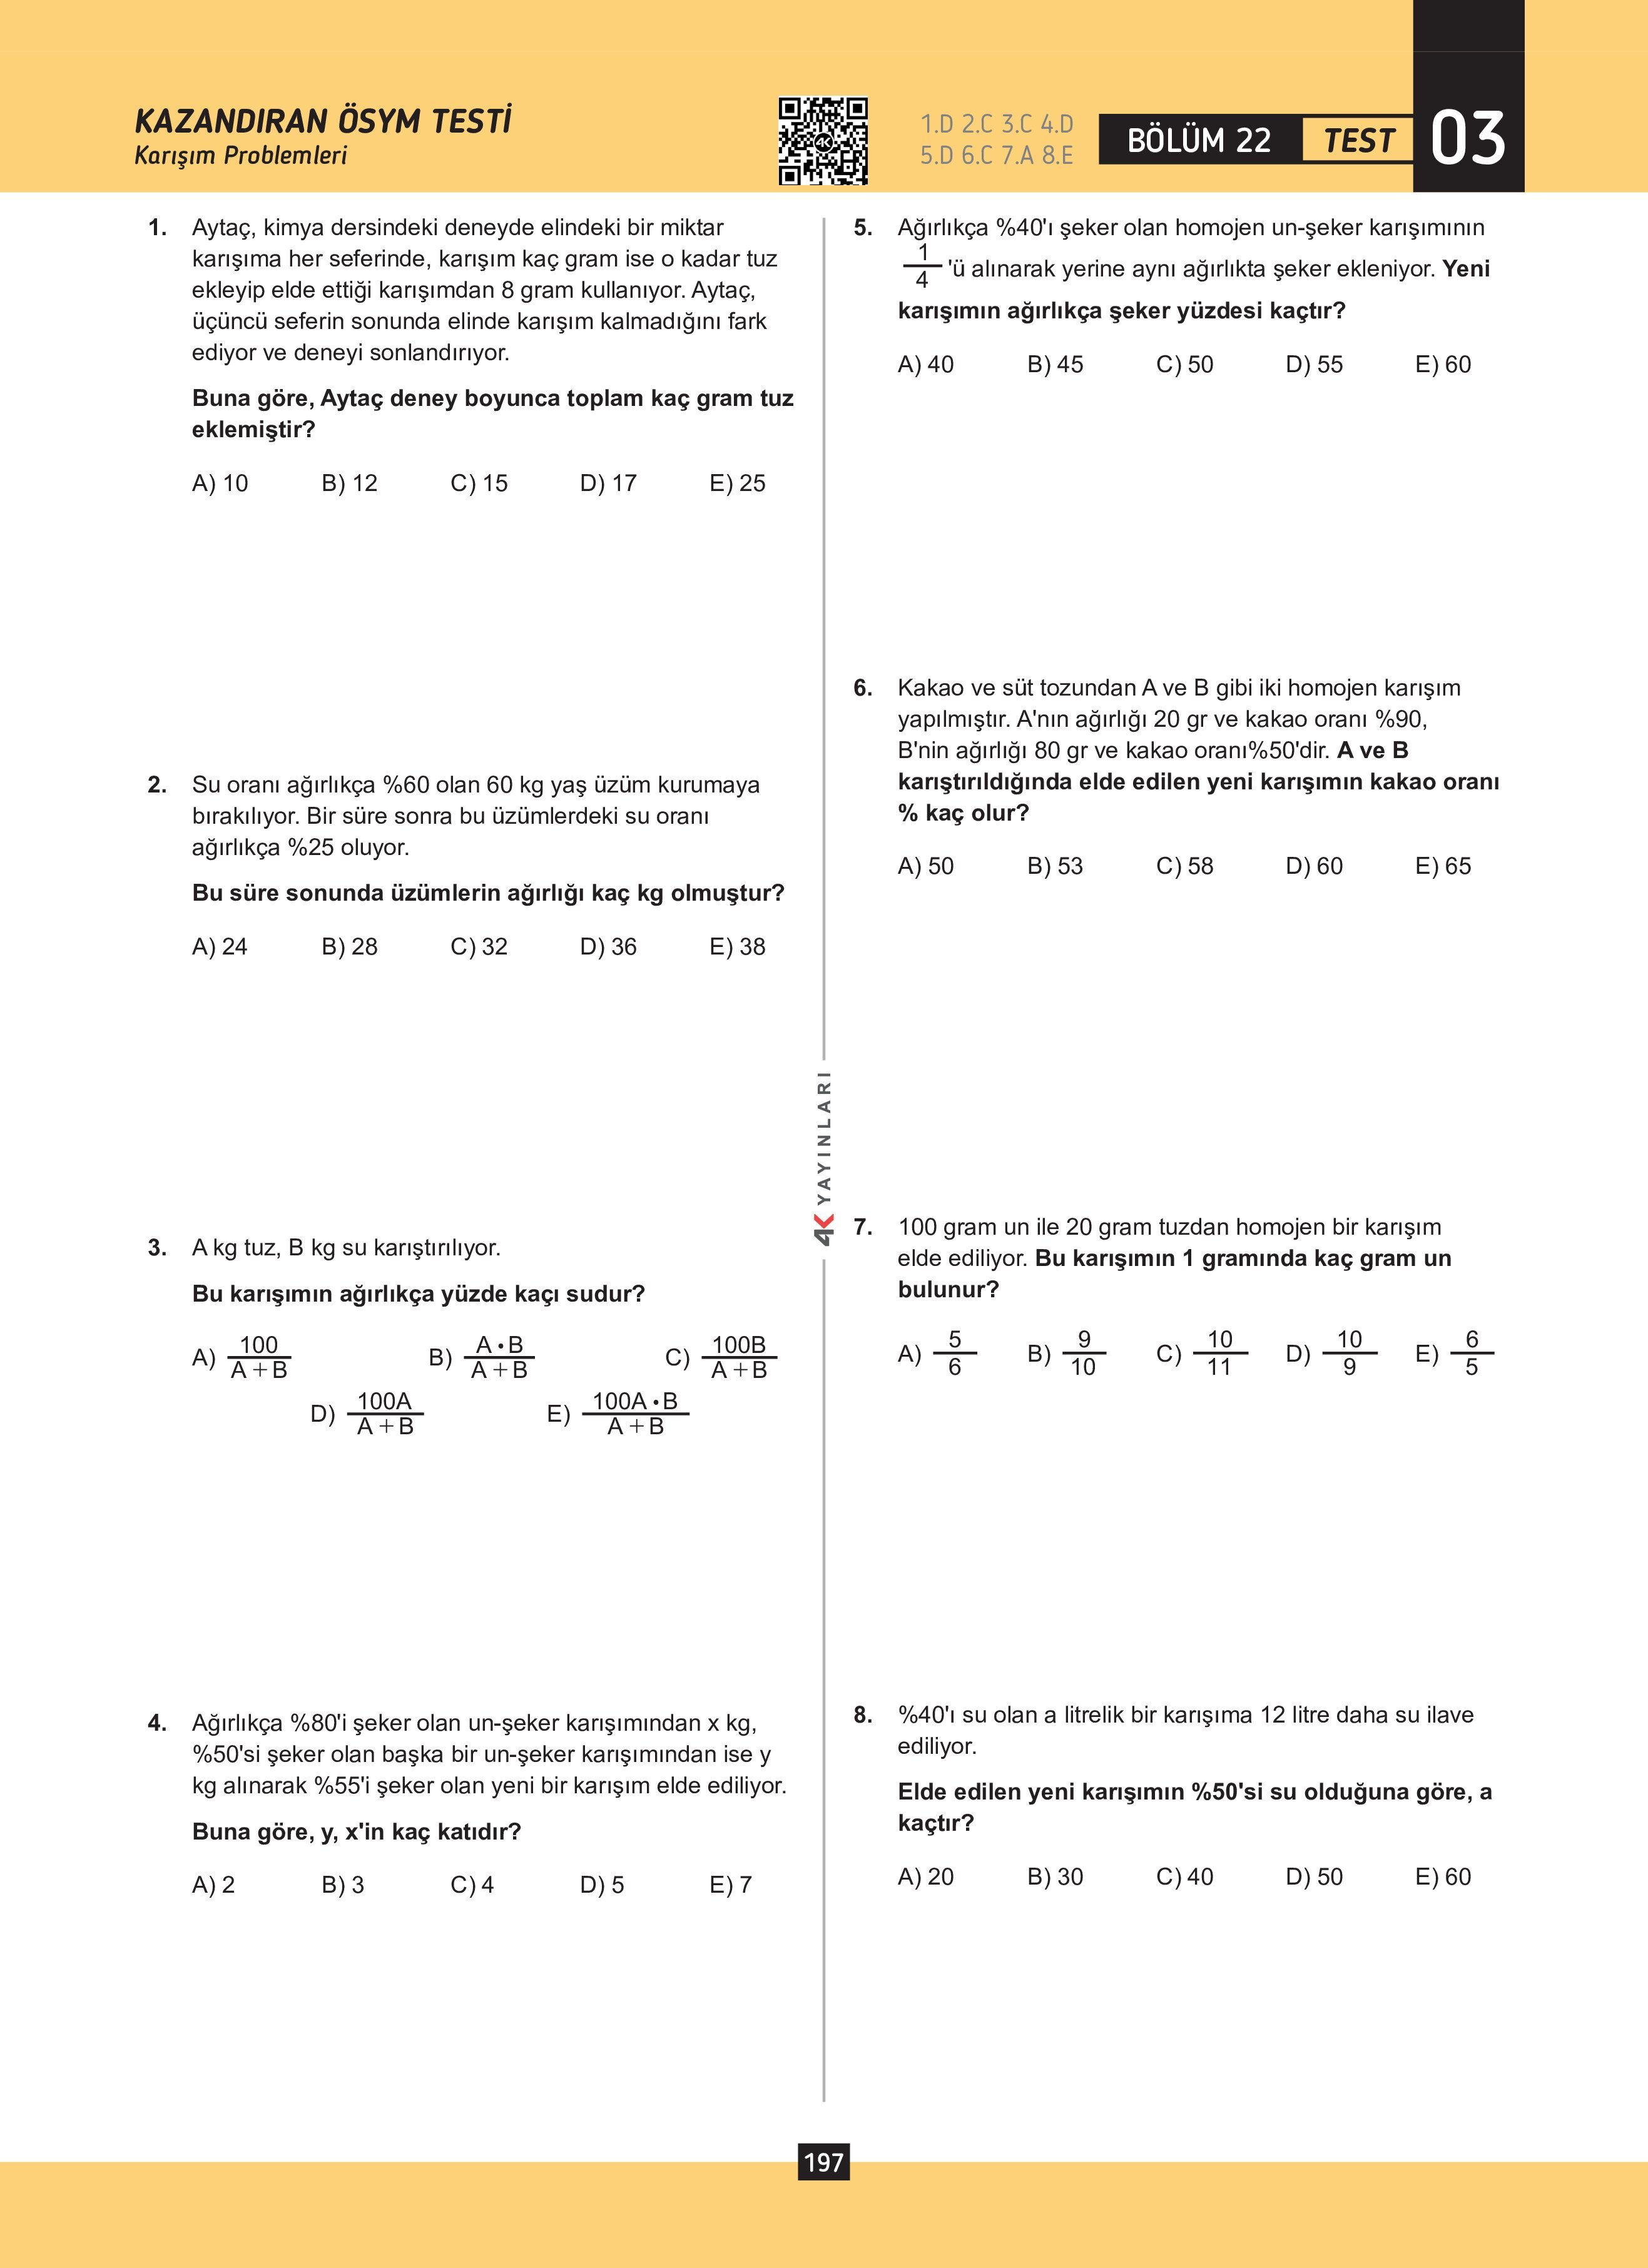 KAZANDIRAN ÖSYM TESTİ
Karışım Problemleri
4K
1.D 2.C 3.C 4.D
5.D 6.C 7.A 8.E
BÖLÜM 22
TEST
03
1. Aytaç, kimya dersindeki deneyde elindeki bir miktar
karışıma her seferinde, karışım kaç gram ise o kadar tuz
ekleyip elde ettiği karışımdan 8 gram kullanıyor. Aytaç,
üçüncü seferin sonunda elinde karışım kalmadığını fark
ediyor ve deneyi sonlandırıyor.
Buna göre, Aytaç deney boyunca toplam kaç gram tuz
eklemiştir?
A) 10 B) 12 C) 15 D) 17 E) 25
2. Su oranı ağırlıkça %60 olan 60 kg yaş üzüm kurumaya
bırakılıyor. Bir süre sonra bu üzümlerdeki su oranı
ağırlıkça %25 oluyor.
Bu süre sonunda üzümlerin ağırlığı kaç kg olmuştur?
A) 24 B) 28 C) 32 D) 36 E) 38
3. A kg tuz, B kg su karıştırılıyor.
Bu karışımın ağırlıkça yüzde kaçı sudur?
A) 100/(A + B) B) (A • B)/(A + B) C) 100B/(A + B)
D) 100A/(A + B) E) (100A • B)/(A + B)
4. Ağırlıkça %80'i şeker olan un-şeker karışımından x kg,
%50'si şeker olan başka bir un-şeker karışımından ise y
kg alınarak %55'i şeker olan yeni bir karışım elde ediliyor.
Buna göre, y, x'in kaç katıdır?
A) 2 B) 3 C) 4 D) 5 E) 7
4K YAYINLARI
5. Ağırlıkça %40'ı şeker olan homojen un-şeker karışımının
1/4 'ü alınarak yerine aynı ağırlıkta şeker ekleniyor. Yeni
karışımın ağırlıkça şeker yüzdesi kaçtır?
A) 40 B) 45 C) 50 D) 55 E) 60
6. Kakao ve süt tozundan A ve B gibi iki homojen karışım
yapılmıştır. A'nın ağırlığı 20 gr ve kakao oranı %90,
B'nin ağırlığı 80 gr ve kakao oranı%50'dir. A ve B
karıştırıldığında elde edilen yeni karışımın kakao oranı
% kaç olur?
A) 50 B) 53 C) 58 D) 60 E) 65
7. 100 gram un ile 20 gram tuzdan homojen bir karışım
elde ediliyor. Bu karışımın 1 gramında kaç gram un
bulunur?
A) 5/6 B) 9/10 C) 10/11 D) 10/9 E) 6/5
8. %40'ı su olan a litrelik bir karışıma 12 litre daha su ilave
ediliyor.
Elde edilen yeni karışımın %50'si su olduğuna göre, a
kaçtır?
A) 20 B) 30 C) 40 D) 50 E) 60
197